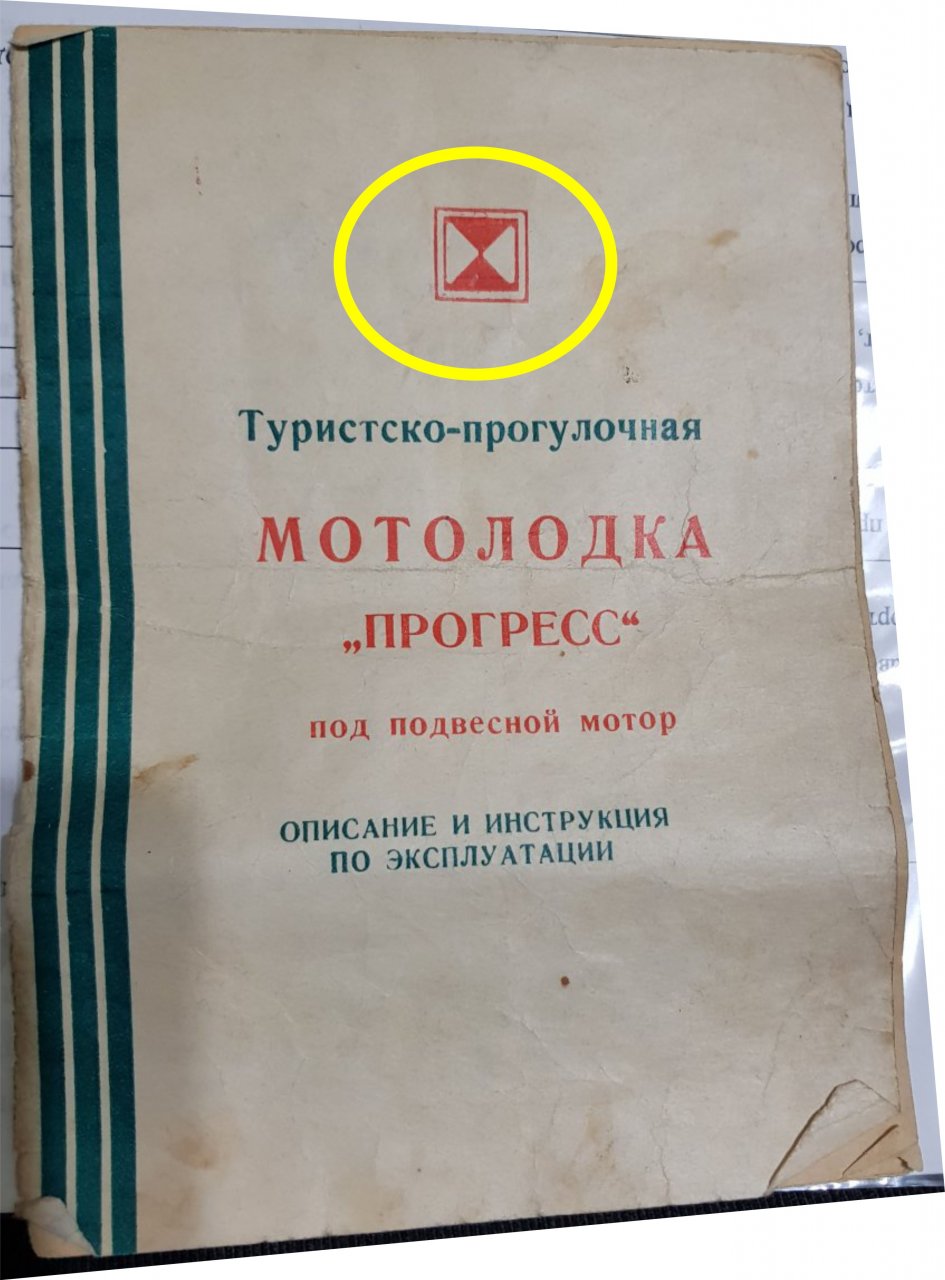 Туристско-прогулочная
МОТОЛОДКА
„ПРОГРЕСС“
под подвесной мотор
ОПИСАНИЕ И ИНСТРУКЦИЯ
ПО ЭКСПЛУАТАЦИИ